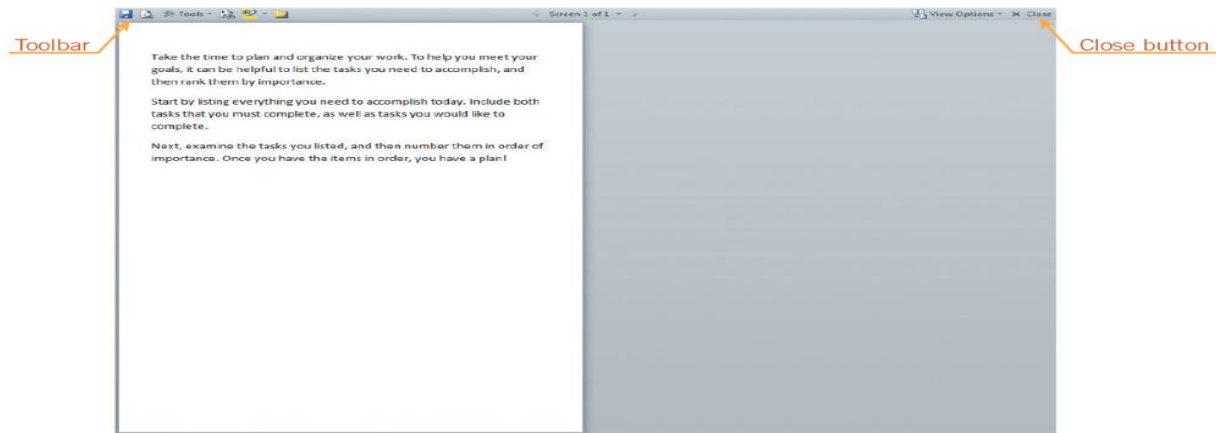 Tools
Screen 1 of 1
View Options
Close
Toolbar
Close button
Take the time to plan and organize your work. To help you meet your
goals, it can be helpful to list the tasks you need to accomplish, and
then rank them by importance.
Start by listing everything you need to accomplish today. Include both
tasks that you must complete, as well as tasks you would like to
complete.
Next, examine the tasks you listed, and then number them in order of
importance. Once you have the items in order, you have a plan!